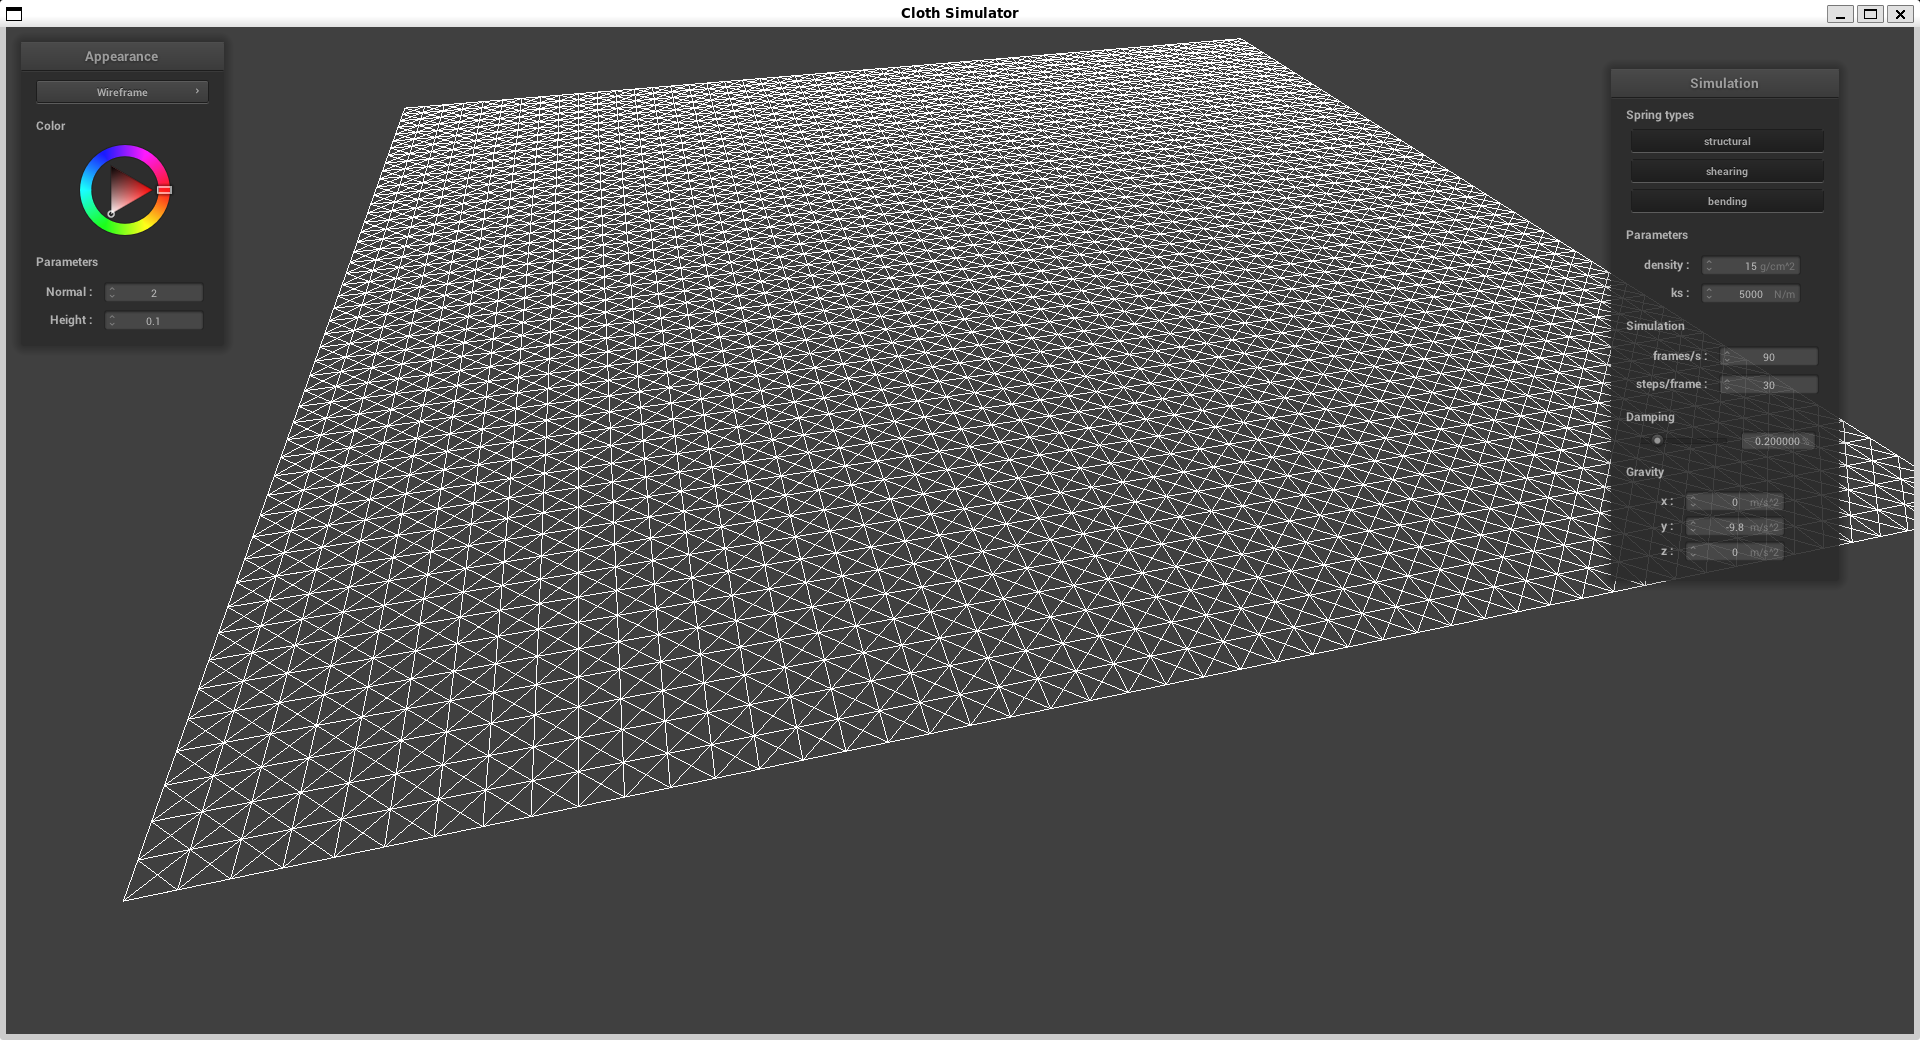 Cloth Simulator
Appearance
Wireframe
Color
Parameters
Normal : 2
Height : 0.1
Simulation
Spring types
structural
shearing
bending
Parameters
density : 15 g/cm^2
ks : 5000 N/m
Simulation
frames/s : 90
steps/frame : 30
Damping
0.200000
Gravity
x : 0 m/s^2
y : -9.8 m/s^2
z : 0 m/s^2